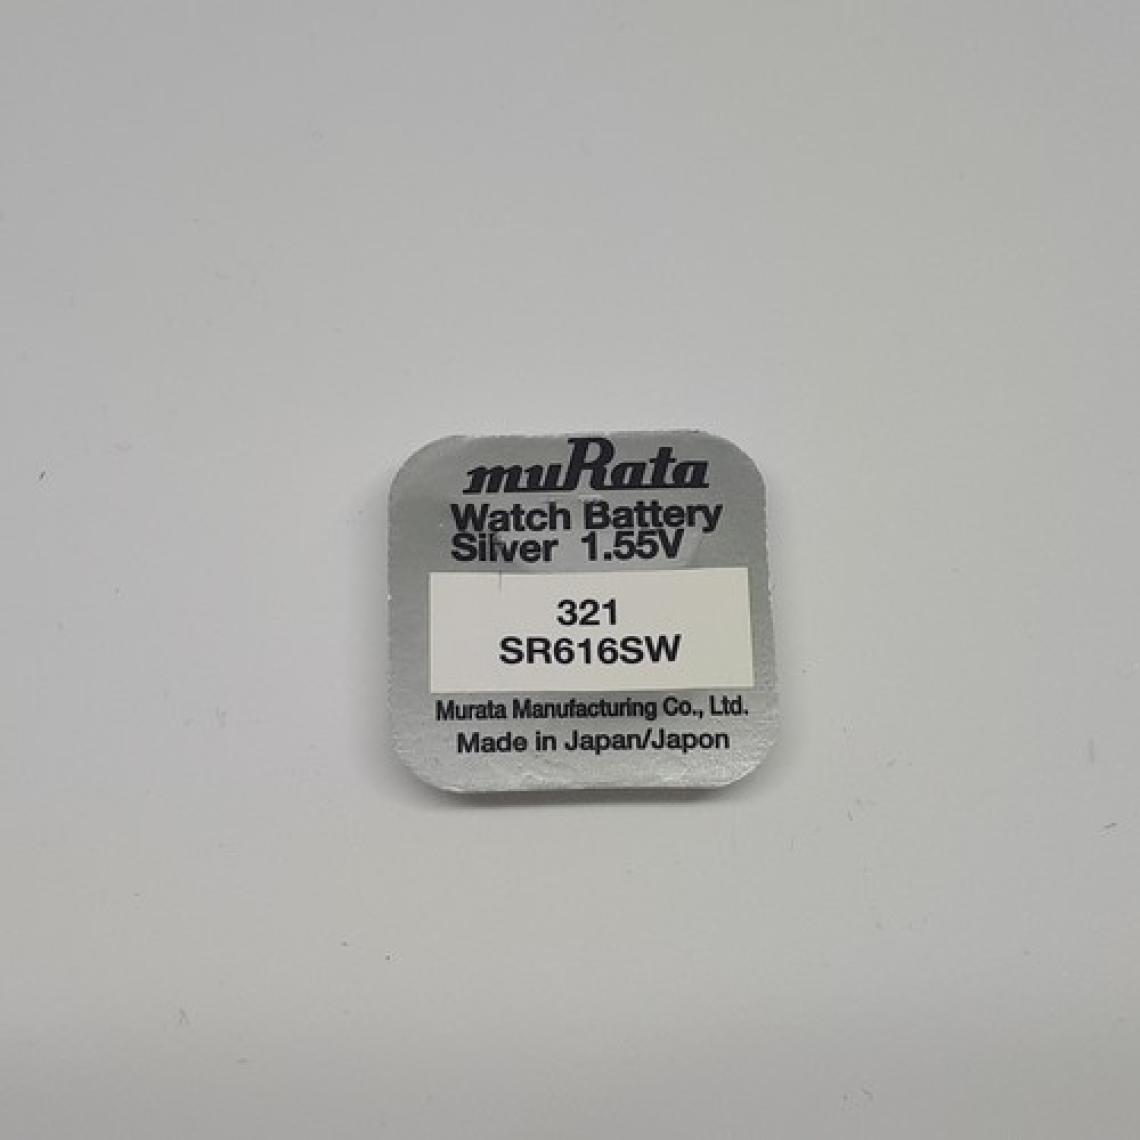 muRata
Watch Battery
Silver 1.55V
321
SR616SW
Murata Manufacturing Co., Ltd.
Made in Japan/Japon